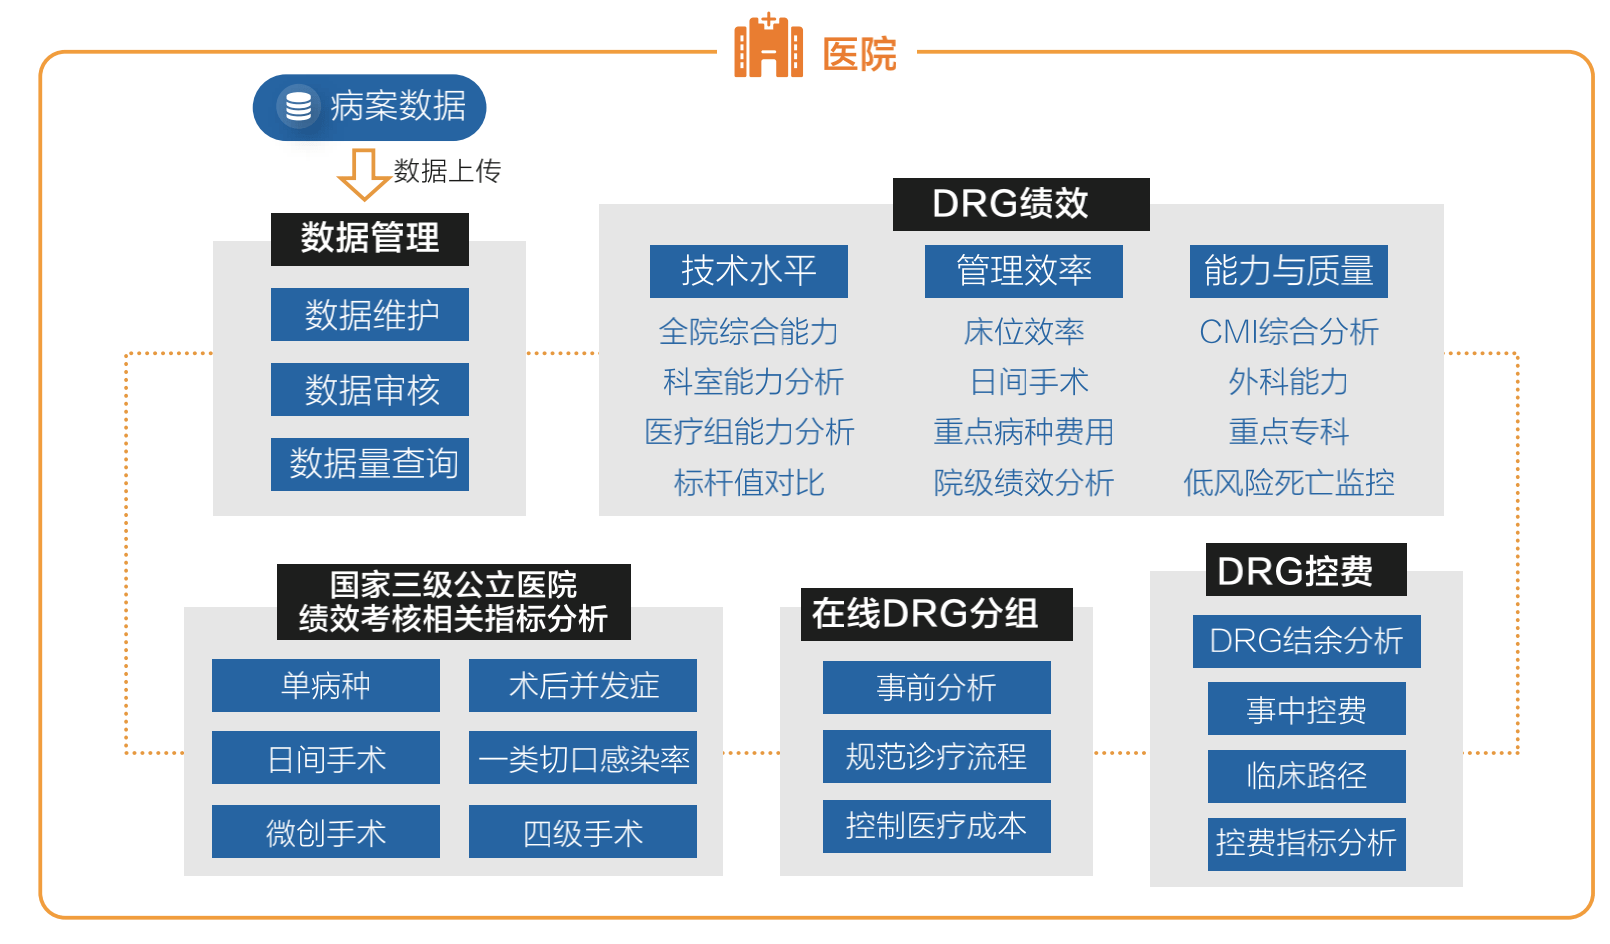 医院
病案数据
数据上传
数据管理
数据维护
数据审核
数据量查询
DRG绩效
技术水平
全院综合能力
科室能力分析
医疗组能力分析
标杆值对比
管理效率
床位效率
日间手术
重点病种费用
院级绩效分析
能力与质量
CMI综合分析
外科能力
重点专科
低风险死亡监控
国家三级公立医院
绩效考核相关指标分析
单病种
术后并发症
日间手术
一类切口感染率
微创手术
四级手术
在线DRG分组
事前分析
规范诊疗流程
控制医疗成本
DRG控费
DRG结余分析
事中控费
临床路径
控费指标分析